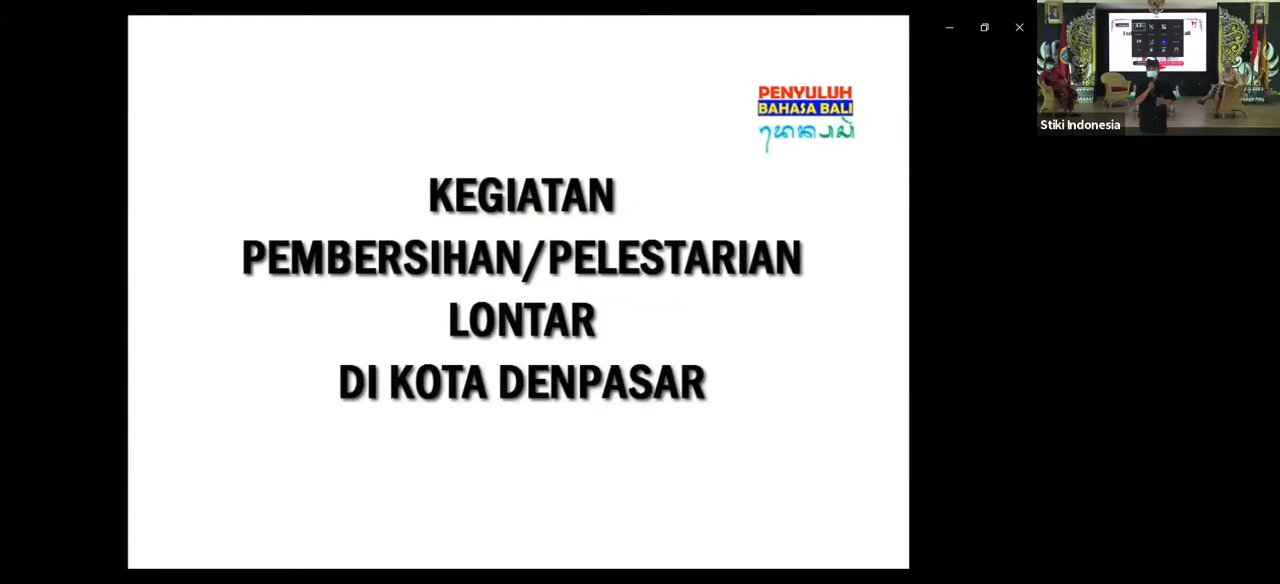 PENYULUH
BAHASA BALI
KEGIATAN
PEMBERSIHAN/PELESTARIAN
LONTAR
DI KOTA DENPASAR
Stiki Indonesia